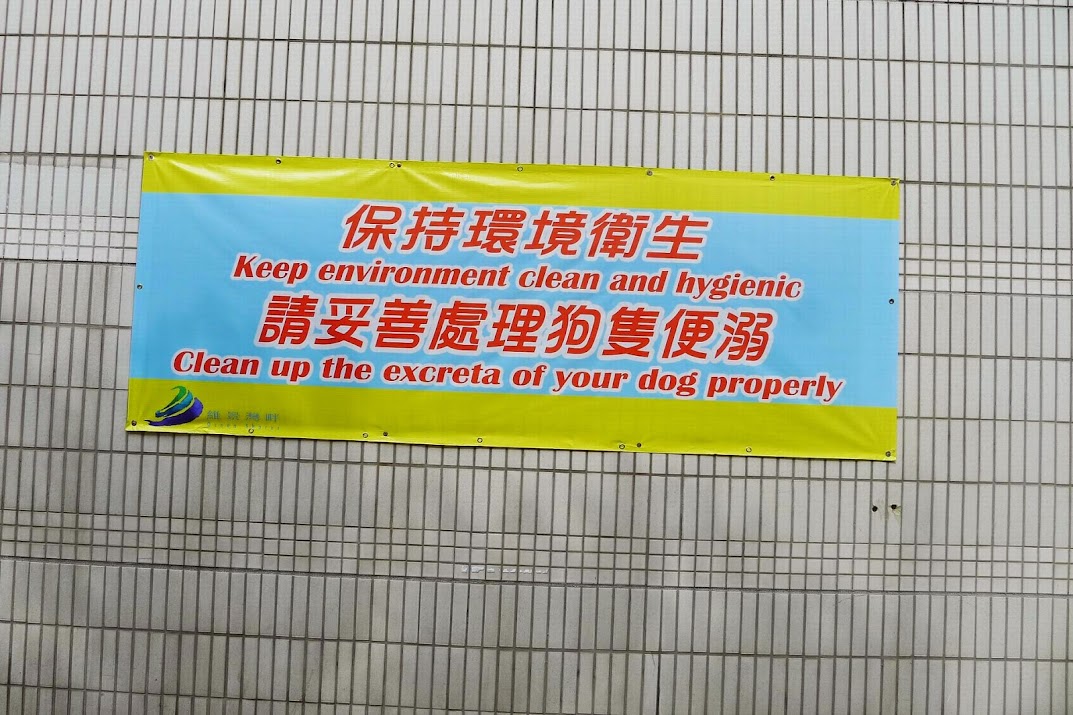 保持環境衛生
Keep environment clean and hygienic
請妥善處理狗隻便溺
Clean up the excreta of your dog properly